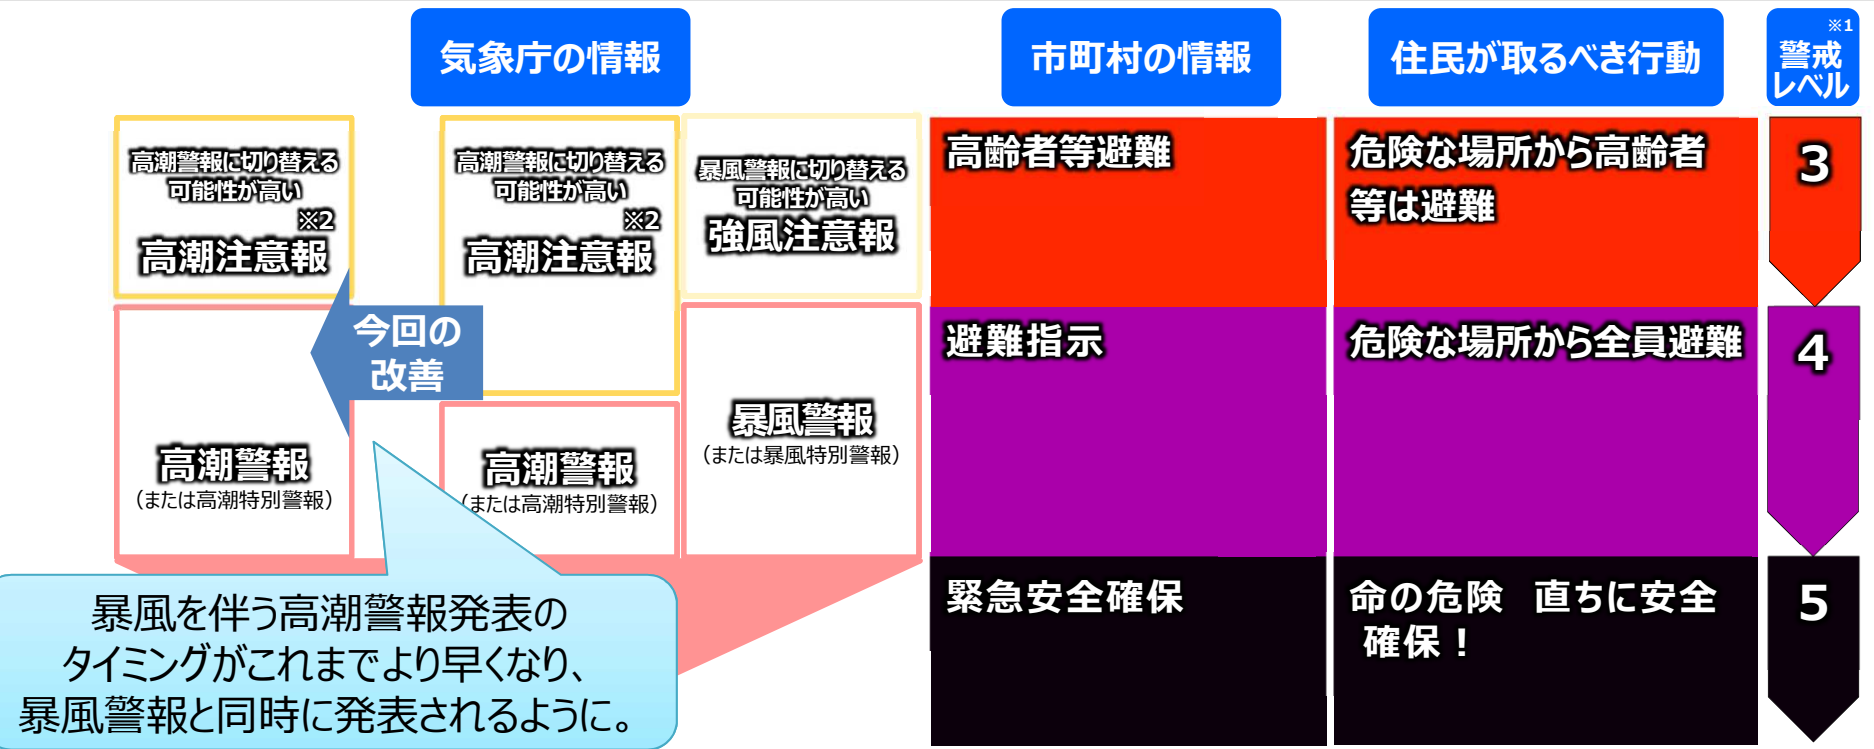 気象庁の情報
市町村の情報
住民が取るべき行動
※1
警戒
レベル
高潮警報に切り替える
可能性が高い
※2
高潮注意報
高潮警報に切り替える
可能性が高い
※2
高潮注意報
暴風警報に切り替える
可能性が高い
強風注意報
高齢者等避難
危険な場所から高齢者
等は避難
3
今回の
改善
高潮警報
（または高潮特別警報）
高潮警報
（または高潮特別警報）
暴風警報
（または暴風特別警報）
避難指示
危険な場所から全員避難
4
暴風を伴う高潮警報発表の
タイミングがこれまでより早くなり、
暴風警報と同時に発表されるように。
緊急安全確保
命の危険　直ちに安全
確保！
5